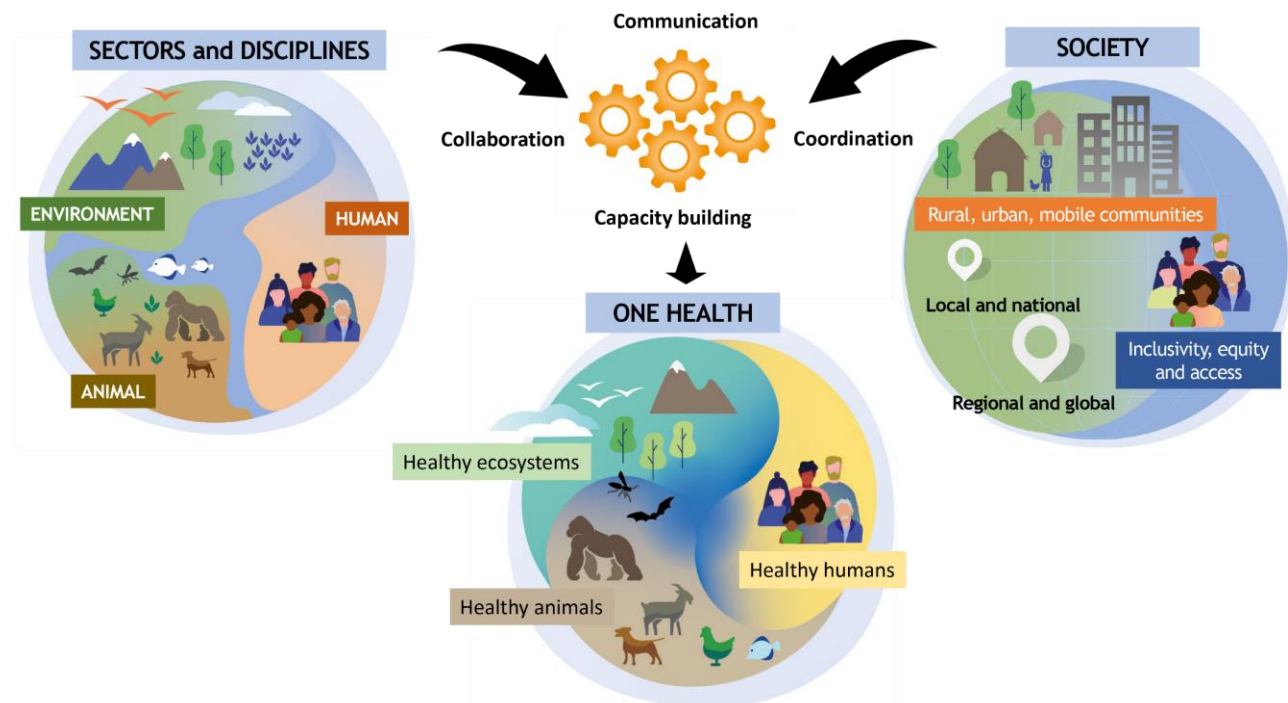 SECTORS and DISCIPLINES
ENVIRONMENT
HUMAN
ANIMAL
Communication
Collaboration
Coordination
Capacity building
SOCIETY
Rural, urban, mobile communities
Local and national
Inclusivity, equity
and access
Regional and global
ONE HEALTH
Healthy ecosystems
Healthy humans
Healthy animals